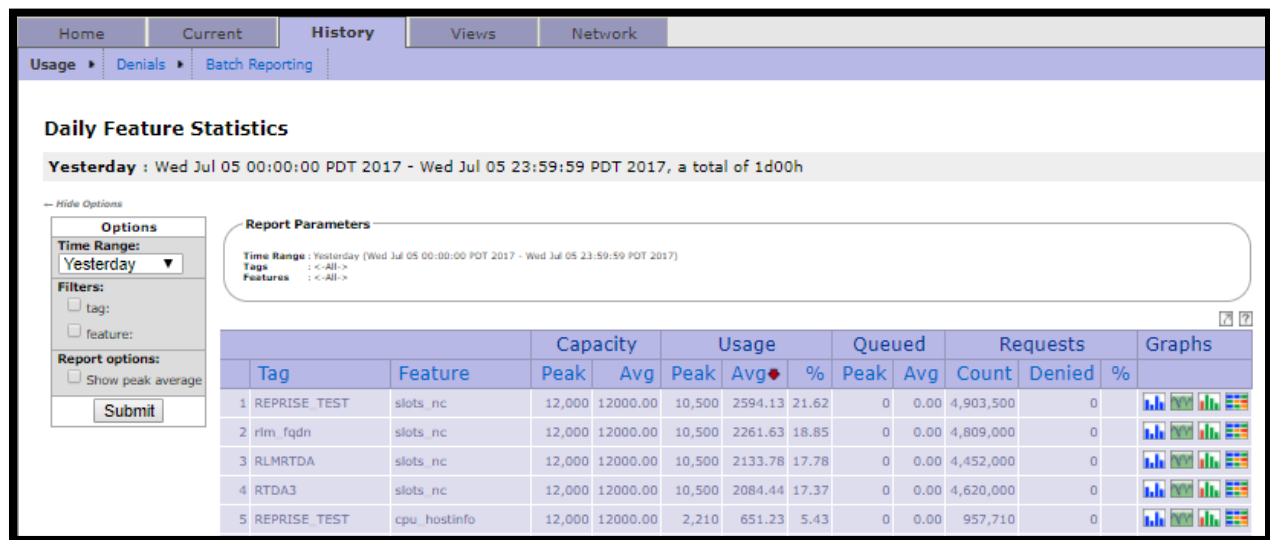 Home Current History Views Network
Usage Denials Batch Reporting
Daily Feature Statistics
Yesterday : Wed Jul 05 00:00:00 PDT 2017 - Wed Jul 05 23:59:59 PDT 2017, a total of 1d00h
— Hide Options
Options
Time Range:
Yesterday
Filters:
tag:
feature:
Report options:
Show peak average
Submit
Report Parameters
Time Range : Yesterday (Wed Jul 05 00:00:00 PDT 2017 - Wed Jul 05 23:59:59 PDT 2017)
Tags : <-All->
Features : <-All->
?
Capacity Usage Queued Requests Graphs
Tag Feature Peak Avg Peak Avg % Peak Avg Count Denied %
1 REPRISE_TEST slots_nc 12,000 12000.00 10,500 2594.13 21.62 0 0.00 4,903,500 0
2 rlm_fqdn slots_nc 12,000 12000.00 10,500 2261.63 18.85 0 0.00 4,809,000 0
3 RLMRTDA slots_nc 12,000 12000.00 10,500 2133.78 17.78 0 0.00 4,452,000 0
4 RTDA3 slots_nc 12,000 12000.00 10,500 2084.44 17.37 0 0.00 4,620,000 0
5 REPRISE_TEST cpu_hostinfo 12,000 12000.00 2,210 651.23 5.43 0 0.00 957,710 0